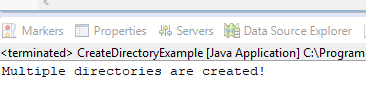 Markers Properties Servers Data Source Explorer
<terminated> CreateDirectoryExample [Java Application] C:\Program
Multiple directories are created!